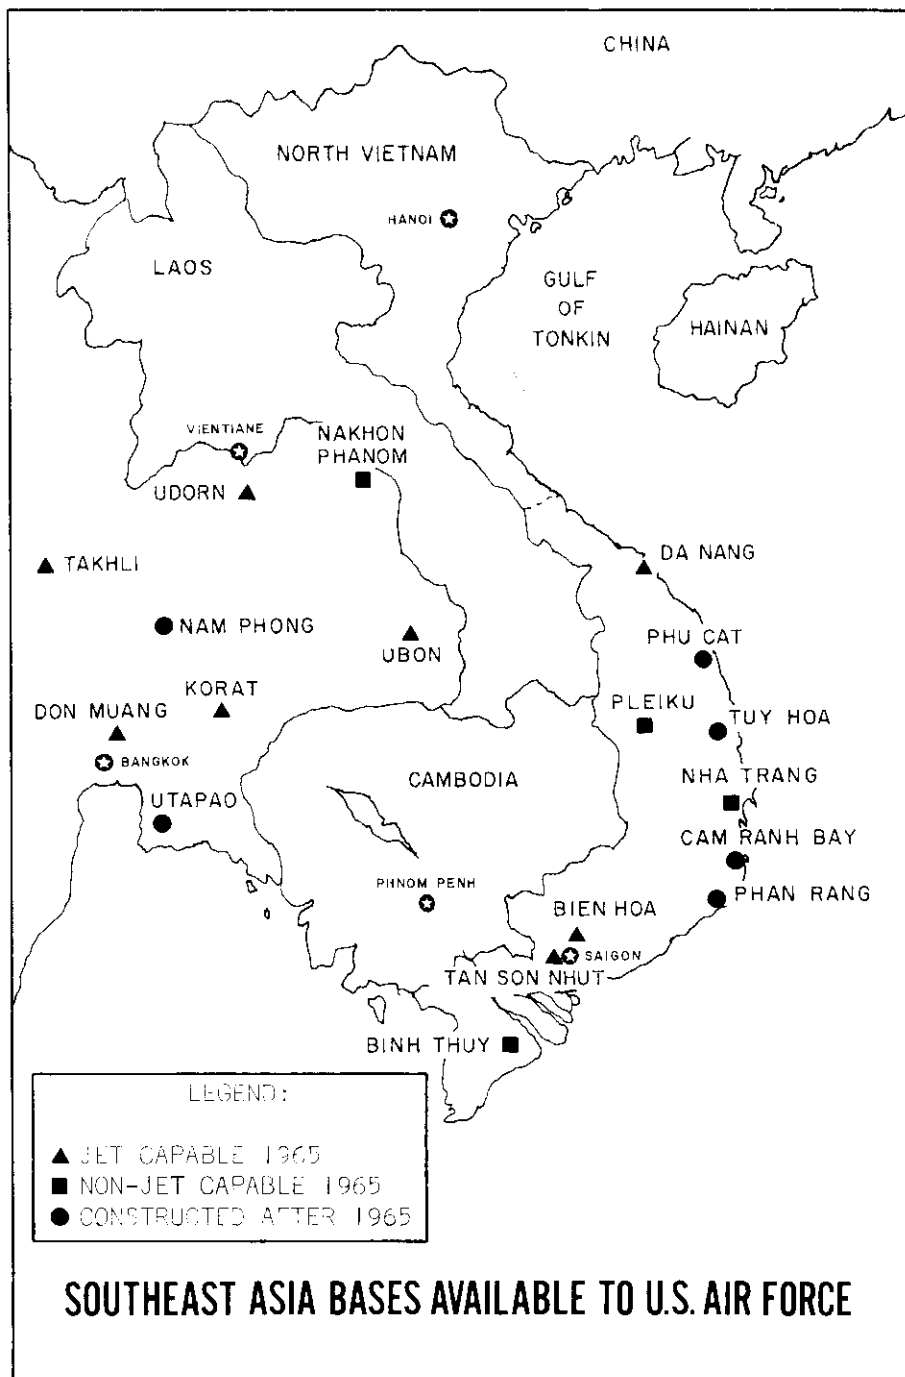 CHINA
NORTH VIETNAM
HANOI
LAOS
GULF
OF
TONKIN
HAINAN
VIENTIANE
NAKHON
PHANOM
UDORN
DA NANG
TAKHLI
NAM PHONG
UBON
PHU CAT
KORAT
PLEIKU
DON MUANG
TUY HOA
BANGKOK
CAMBODIA
NHA TRANG
UTAPAO
CAM RANH BAY
PHNOM PENH
PHAN RANG
BIEN HOA
SAIGON
TAN SON NHUT
BINH THUY
LEGEND:
JET CAPABLE 1965
NON-JET CAPABLE 1965
CONSTRUCTED AFTER 1965
SOUTHEAST ASIA BASES AVAILABLE TO U.S. AIR FORCE